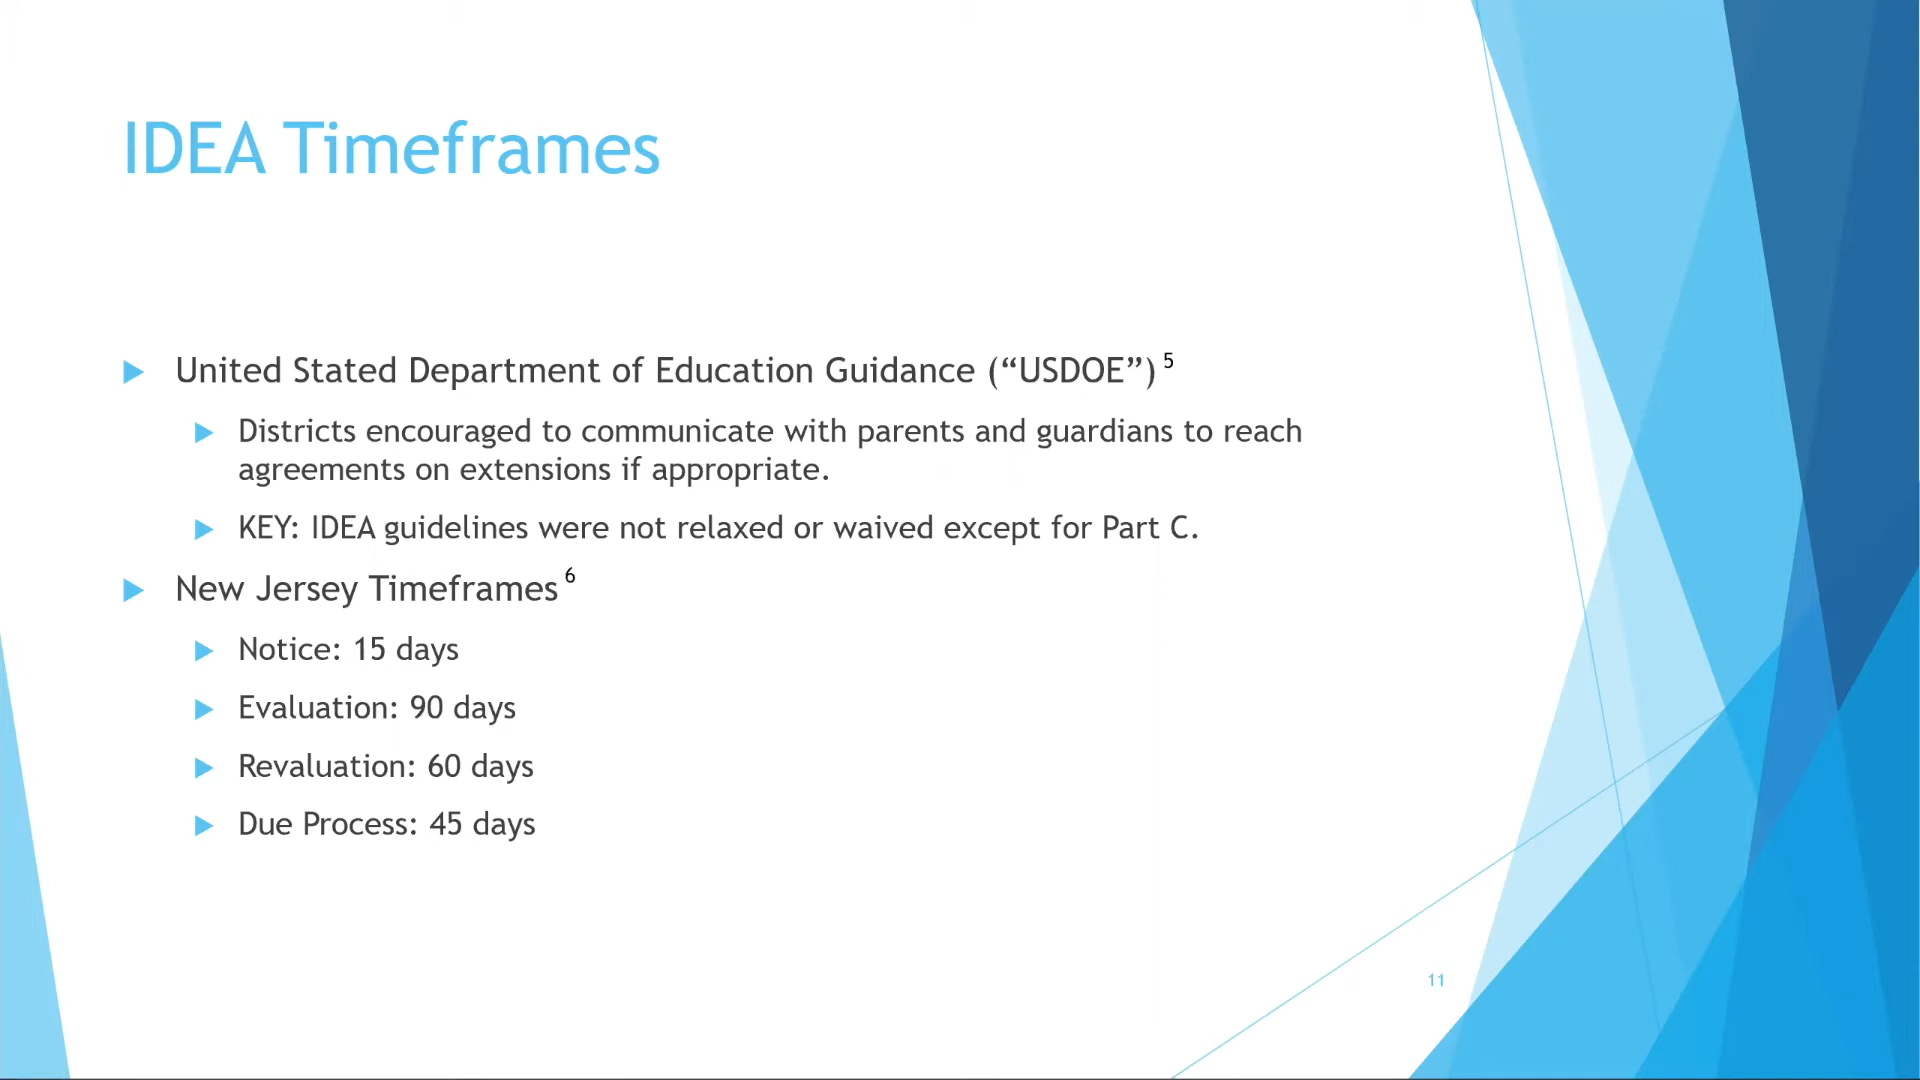 IDEA Timeframes
United Stated Department of Education Guidance (“USDOE”) 5
Districts encouraged to communicate with parents and guardians to reach
agreements on extensions if appropriate.
KEY: IDEA guidelines were not relaxed or waived except for Part C.
New Jersey Timeframes 6
Notice: 15 days
Evaluation: 90 days
Revaluation: 60 days
Due Process: 45 days
11